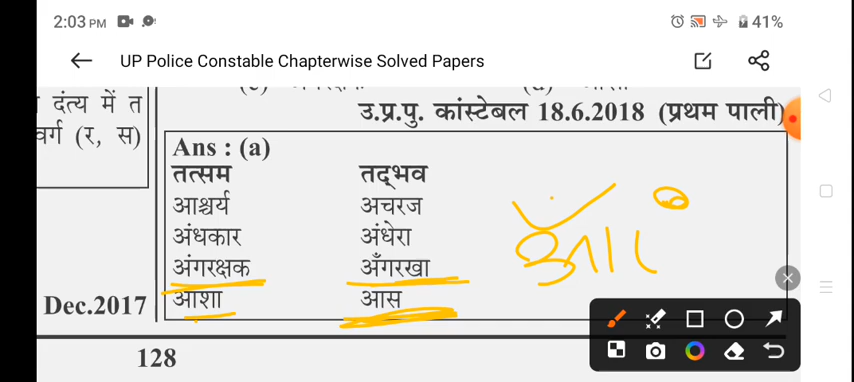 2:03 PM 41%
UP Police Constable Chapterwise Solved Papers
दंत्य में त
वर्ग (र, स)
उ.प्र.पु. कांस्टेबल 18.6.2018 (प्रथम पाली)
Ans : (a)
तत्सम तद्भव
आश्चर्य अचरज
अंधकार अंधेरा
अंगरक्षक अँगरखा
आशा आस
Dec.2017
128